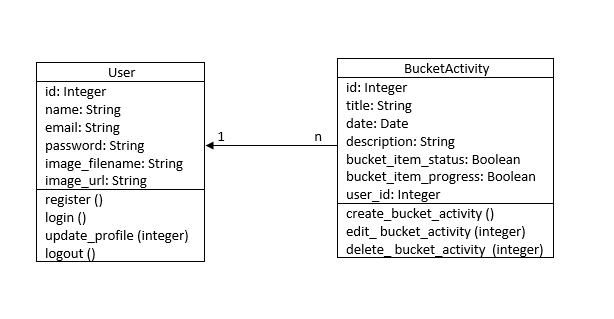 User
id: Integer
name: String
email: String
password: String
image_filename: String
image_url: String
register ()
login ()
update_profile (integer)
logout ()
1
n
BucketActivity
id: Integer
title: String
date: Date
description: String
bucket_item_status: Boolean
bucket_item_progress: Boolean
user_id: Integer
create_bucket_activity ()
edit_ bucket_activity (integer)
delete_ bucket_activity  (integer)